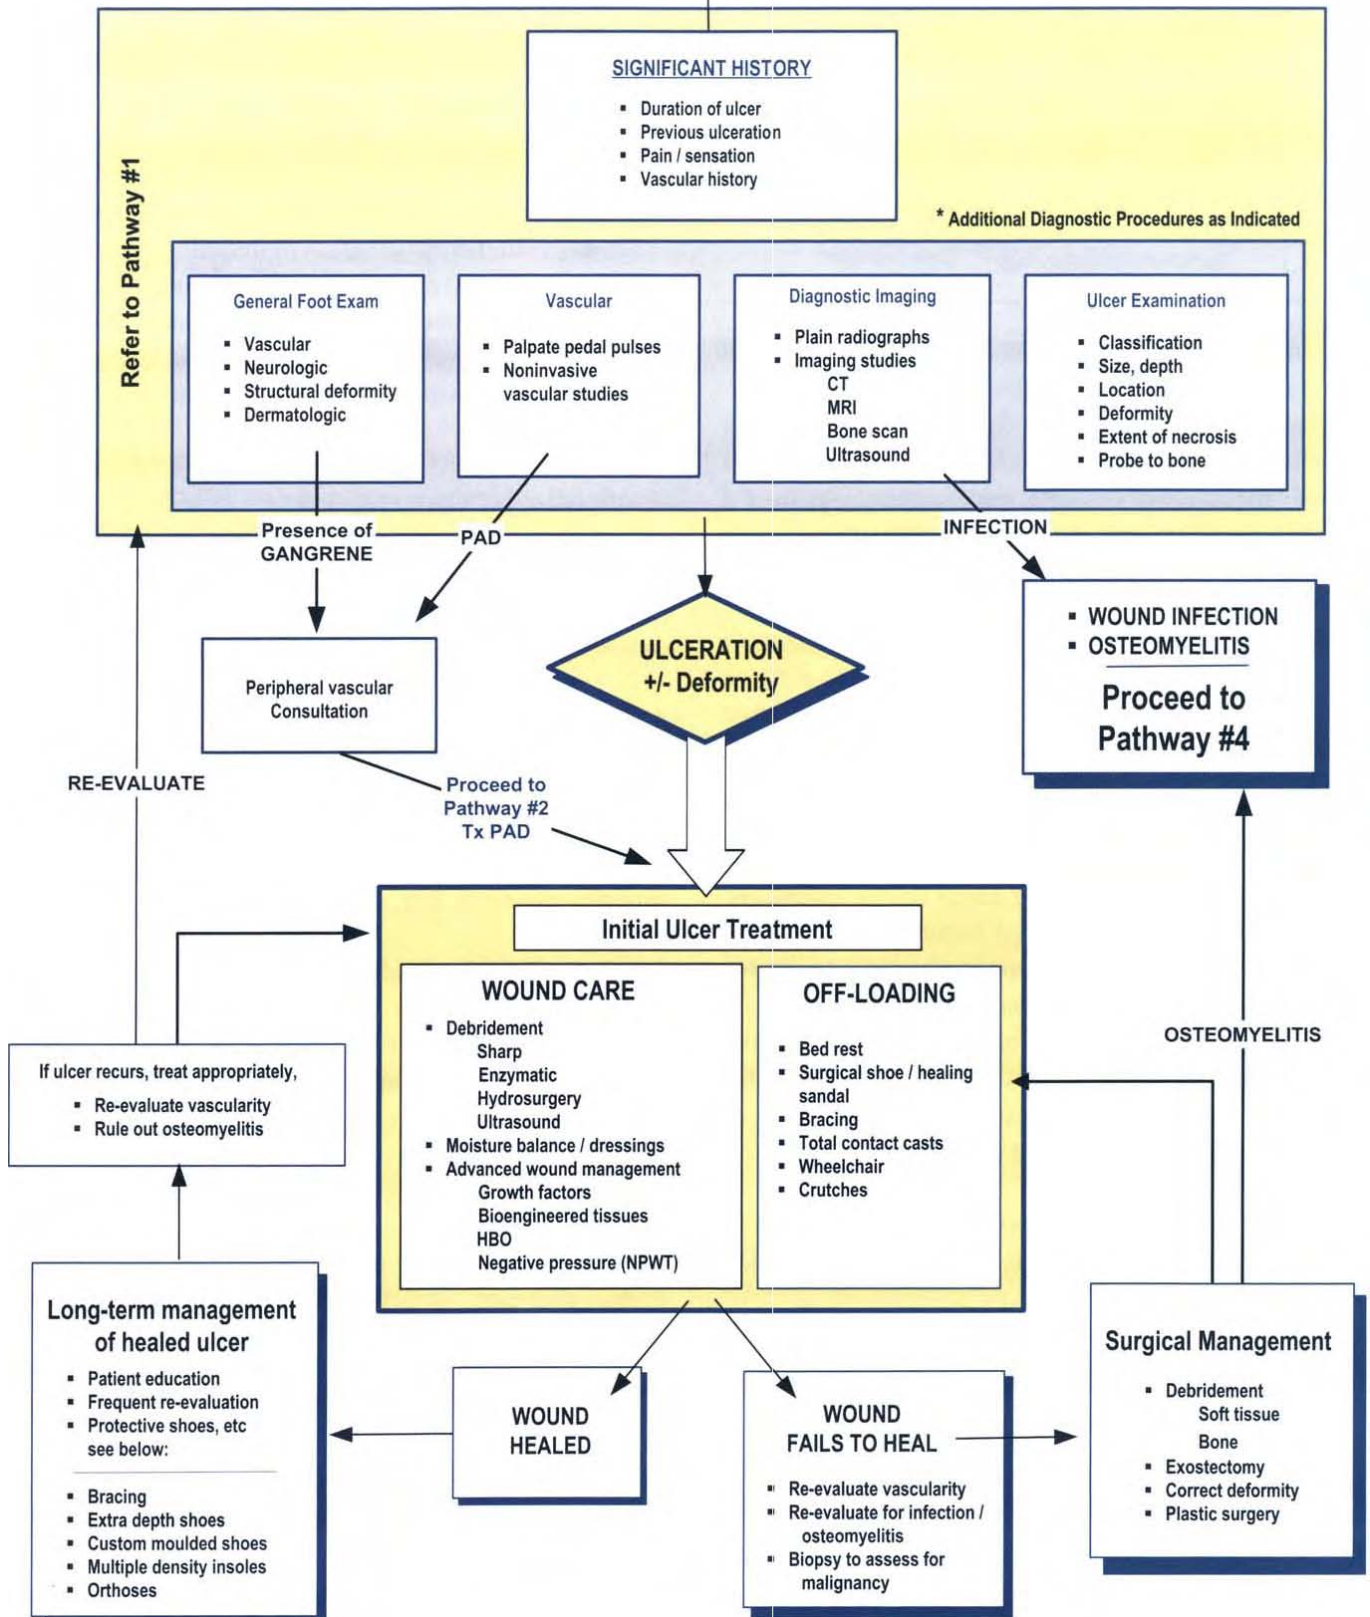 SIGNIFICANT HISTORY
▪ Duration of ulcer
▪ Previous ulceration
▪ Pain / sensation
▪ Vascular history
Refer to Pathway #1
* Additional Diagnostic Procedures as Indicated
General Foot Exam
▪ Vascular
▪ Neurologic
▪ Structural deformity
▪ Dermatologic
Vascular
▪ Palpate pedal pulses
▪ Noninvasive
vascular studies
Diagnostic Imaging
▪ Plain radiographs
▪ Imaging studies
CT
MRI
Bone scan
Ultrasound
Ulcer Examination
▪ Classification
▪ Size, depth
▪ Location
▪ Deformity
▪ Extent of necrosis
▪ Probe to bone
Presence of
GANGRENE
PAD
INFECTION
Peripheral vascular
Consultation
ULCERATION
+/- Deformity
▪ WOUND INFECTION
▪ OSTEOMYELITIS
Proceed to
Pathway #4
RE-EVALUATE
Proceed to
Pathway #2
Tx PAD
Initial Ulcer Treatment
WOUND CARE
▪ Debridement
Sharp
Enzymatic
Hydrosurgery
Ultrasound
▪ Moisture balance / dressings
▪ Advanced wound management
Growth factors
Bioengineered tissues
HBO
Negative pressure (NPWT)
OFF-LOADING
▪ Bed rest
▪ Surgical shoe / healing
sandal
▪ Bracing
▪ Total contact casts
▪ Wheelchair
▪ Crutches
OSTEOMYELITIS
If ulcer recurs, treat appropriately,
▪ Re-evaluate vascularity
▪ Rule out osteomyelitis
Long-term management
of healed ulcer
▪ Patient education
▪ Frequent re-evaluation
▪ Protective shoes, etc
see below:
▪ Bracing
▪ Extra depth shoes
▪ Custom moulded shoes
▪ Multiple density insoles
▪ Orthoses
WOUND
HEALED
WOUND
FAILS TO HEAL
▪ Re-evaluate vascularity
▪ Re-evaluate for infection /
osteomyelitis
▪ Biopsy to assess for
malignancy
Surgical Management
▪ Debridement
Soft tissue
Bone
▪ Exostectomy
▪ Correct deformity
▪ Plastic surgery